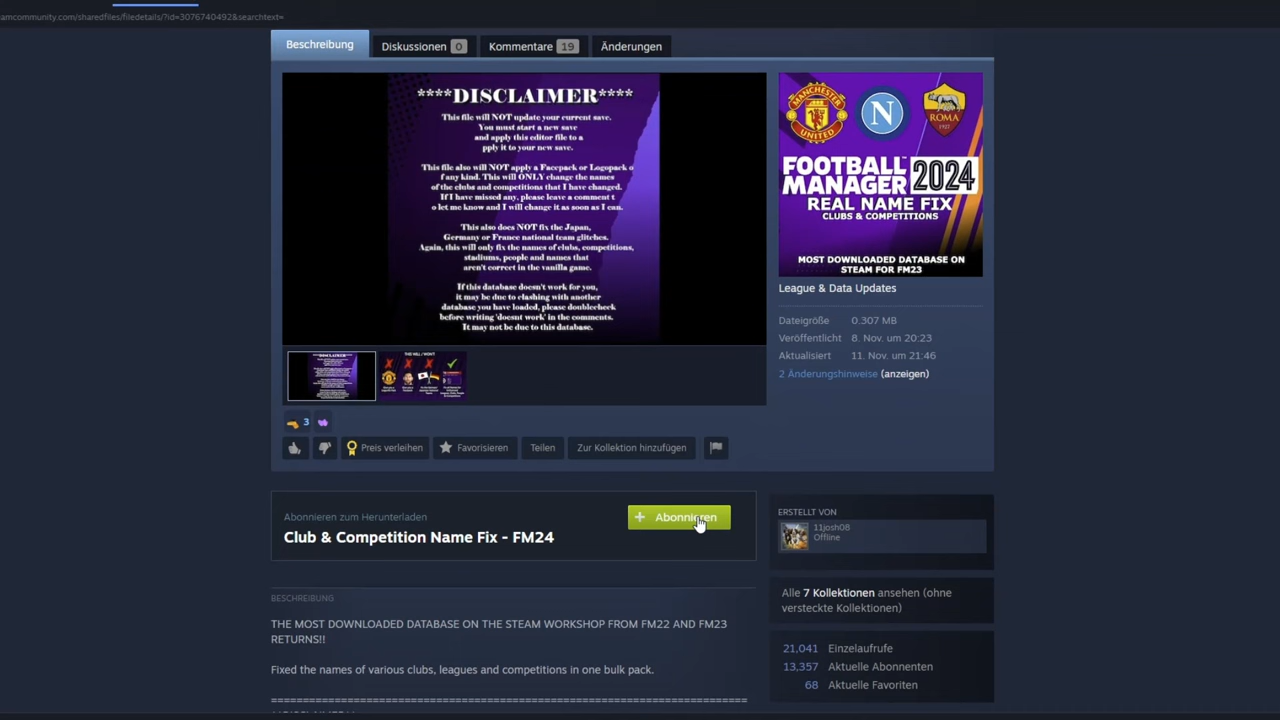 amcommunity.com/sharedfiles/filedetails/?id=3076740492&searchtext=
Beschreibung
Diskussionen 0
Kommentare 19
Änderungen
****DISCLAIMER****
This file will NOT update your current save.
You must start a new save
and apply this editor file to a
pply it to your new save.
This file also will NOT apply a Facepack or Logopack o
f any kind. This will ONLY change the names
of the clubs and competitions that I have changed.
If I have missed any, please leave a comment t
o let me know and I will change it as soon as I can.
This also does NOT fix the Japan,
Germany or France national team glitches.
Again, this will only fix the names of clubs, competitions,
stadiums, people and names that
aren't correct in the vanilla game.
If this database doesn't work for you,
it may be due to clashing with another
database you have loaded, please doublecheck
before writing 'doesnt work' in the comments.
It may not be due to this database.
MANCHESTER
UNITED
N
ROMA
1927
FOOTBALL
MANAGER 2024
REAL NAME FIX
CLUBS & COMPETITIONS
MOST DOWNLOADED DATABASE ON
STEAM FOR FM23
League & Data Updates
Dateigröße 0.307 MB
Veröffentlicht 8. Nov. um 20:23
Aktualisiert 11. Nov. um 21:46
2 Änderungshinweise (anzeigen)
3
Preis verleihen
Favorisieren
Teilen
Zur Kollektion hinzufügen
Abonnieren zum Herunterladen
Club & Competition Name Fix - FM24
+ Abonnieren
ERSTELLT VON
11josh08
Offline
Alle 7 Kollektionen ansehen (ohne
versteckte Kollektionen)
21,041 Einzelaufrufe
13,357 Aktuelle Abonnenten
68 Aktuelle Favoriten
BESCHREIBUNG
THE MOST DOWNLOADED DATABASE ON THE STEAM WORKSHOP FROM FM22 AND FM23
RETURNS!!
Fixed the names of various clubs, leagues and competitions in one bulk pack.